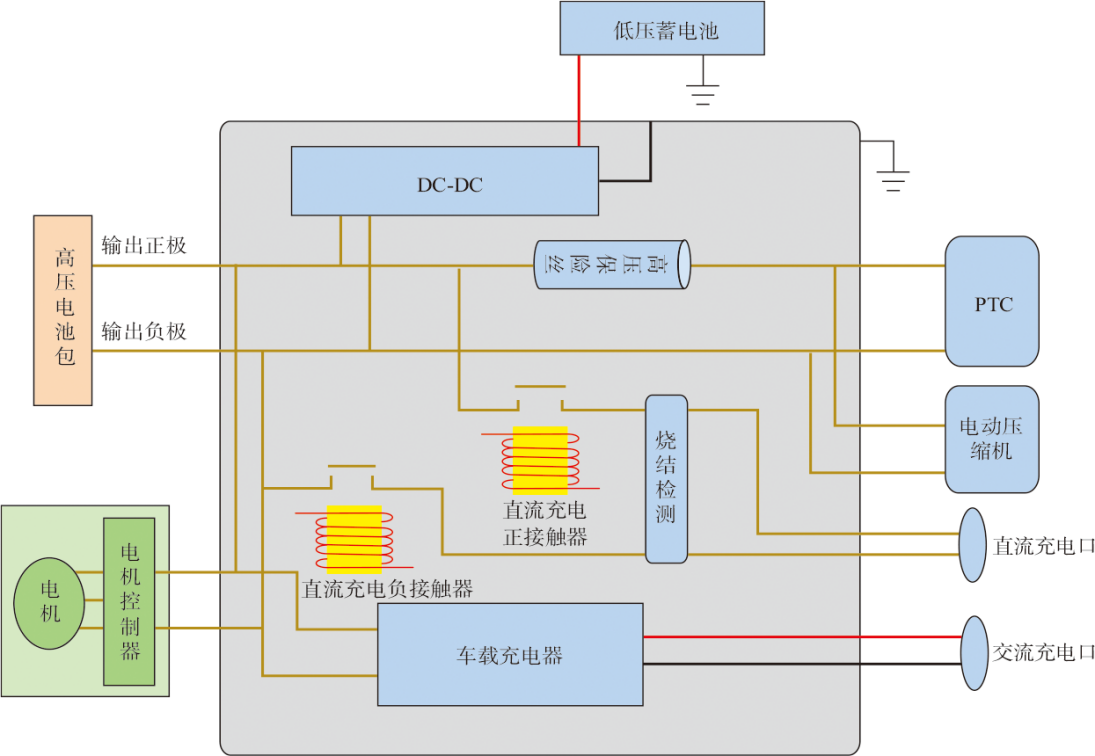 低压蓄电池
DC-DC
输出正极
高压电池包
高压保险丝
PTC
输出负极
电动压
缩机
烧结检测
直流充电
正接触器
直流充电口
电机控制器
电机
直流充电负接触器
车载充电器
交流充电口